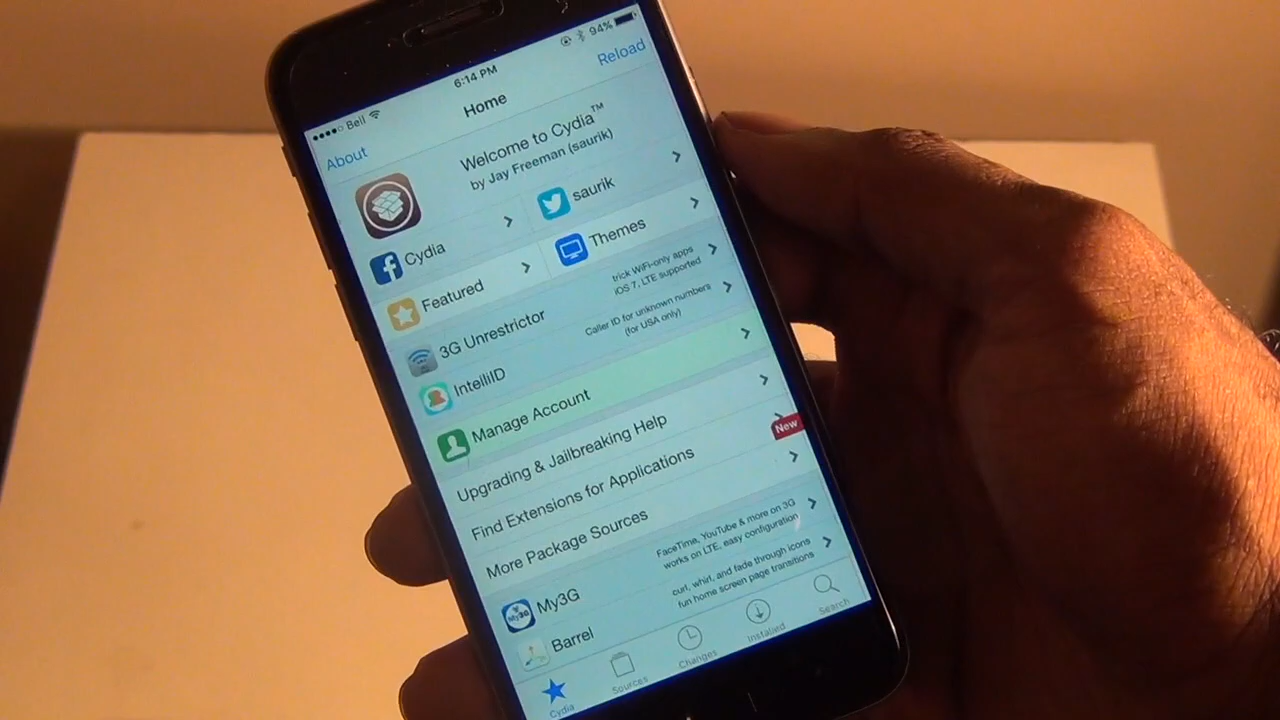 Bell 6:14 PM 94%
About Home Reload
Welcome to Cydia™
by Jay Freeman (saurik)
Cydia
saurik
Featured
Themes
3G Unrestrictor
trick WiFi-only apps
iOS 7, LTE supported
IntelliID
Caller ID for unknown numbers
(for USA only)
Manage Account
Upgrading & Jailbreaking Help
Find Extensions for Applications
New
More Package Sources
My3G
My3G
FaceTime, YouTube & more on 3G
works on LTE, easy configuration
Barrel
curl, whirl, and fade through icons
fun home screen page transitions
Cydia
Sources
Changes
Installed
Search